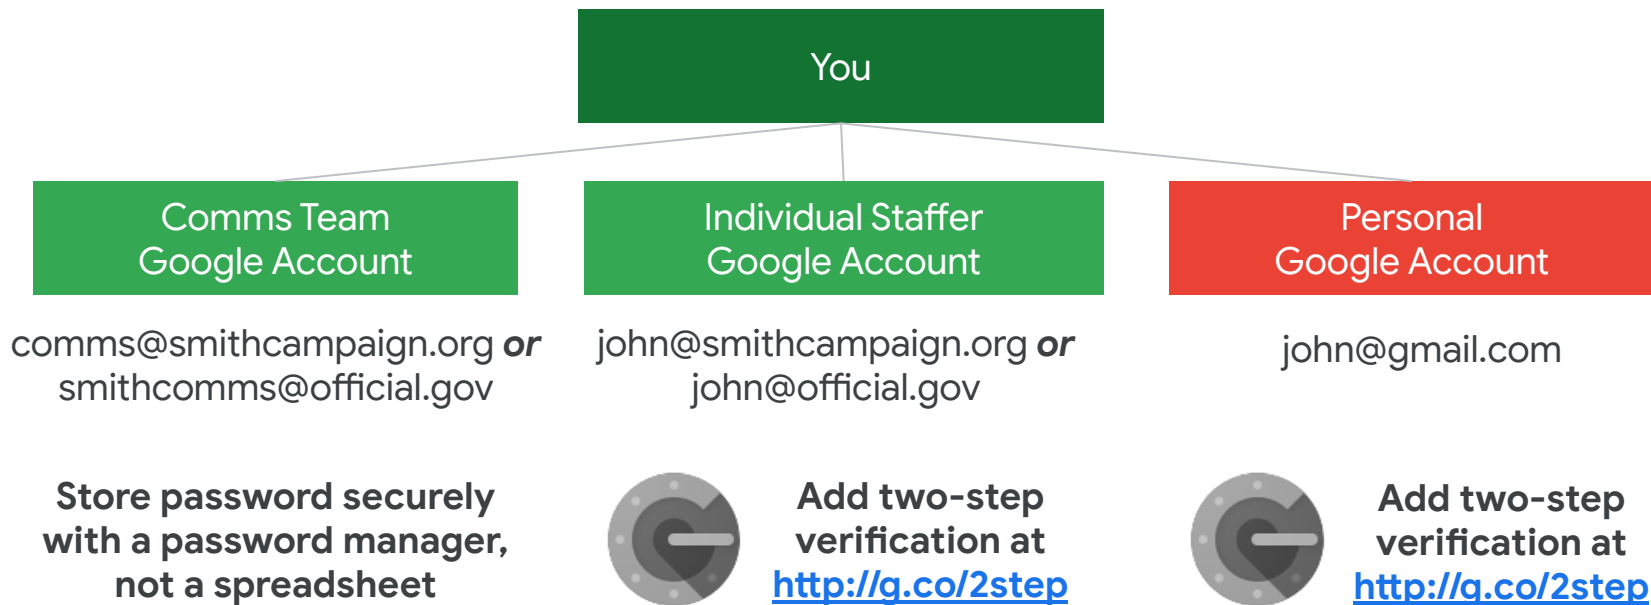 You
Comms Team
Google Account
comms@smithcampaign.org or
smithcomms@official.gov
Store password securely
with a password manager,
not a spreadsheet
Individual Staffer
Google Account
john@smithcampaign.org or
john@official.gov
Add two-step
verification at
http://g.co/2step
Personal
Google Account
john@gmail.com
Add two-step
verification at
http://g.co/2step